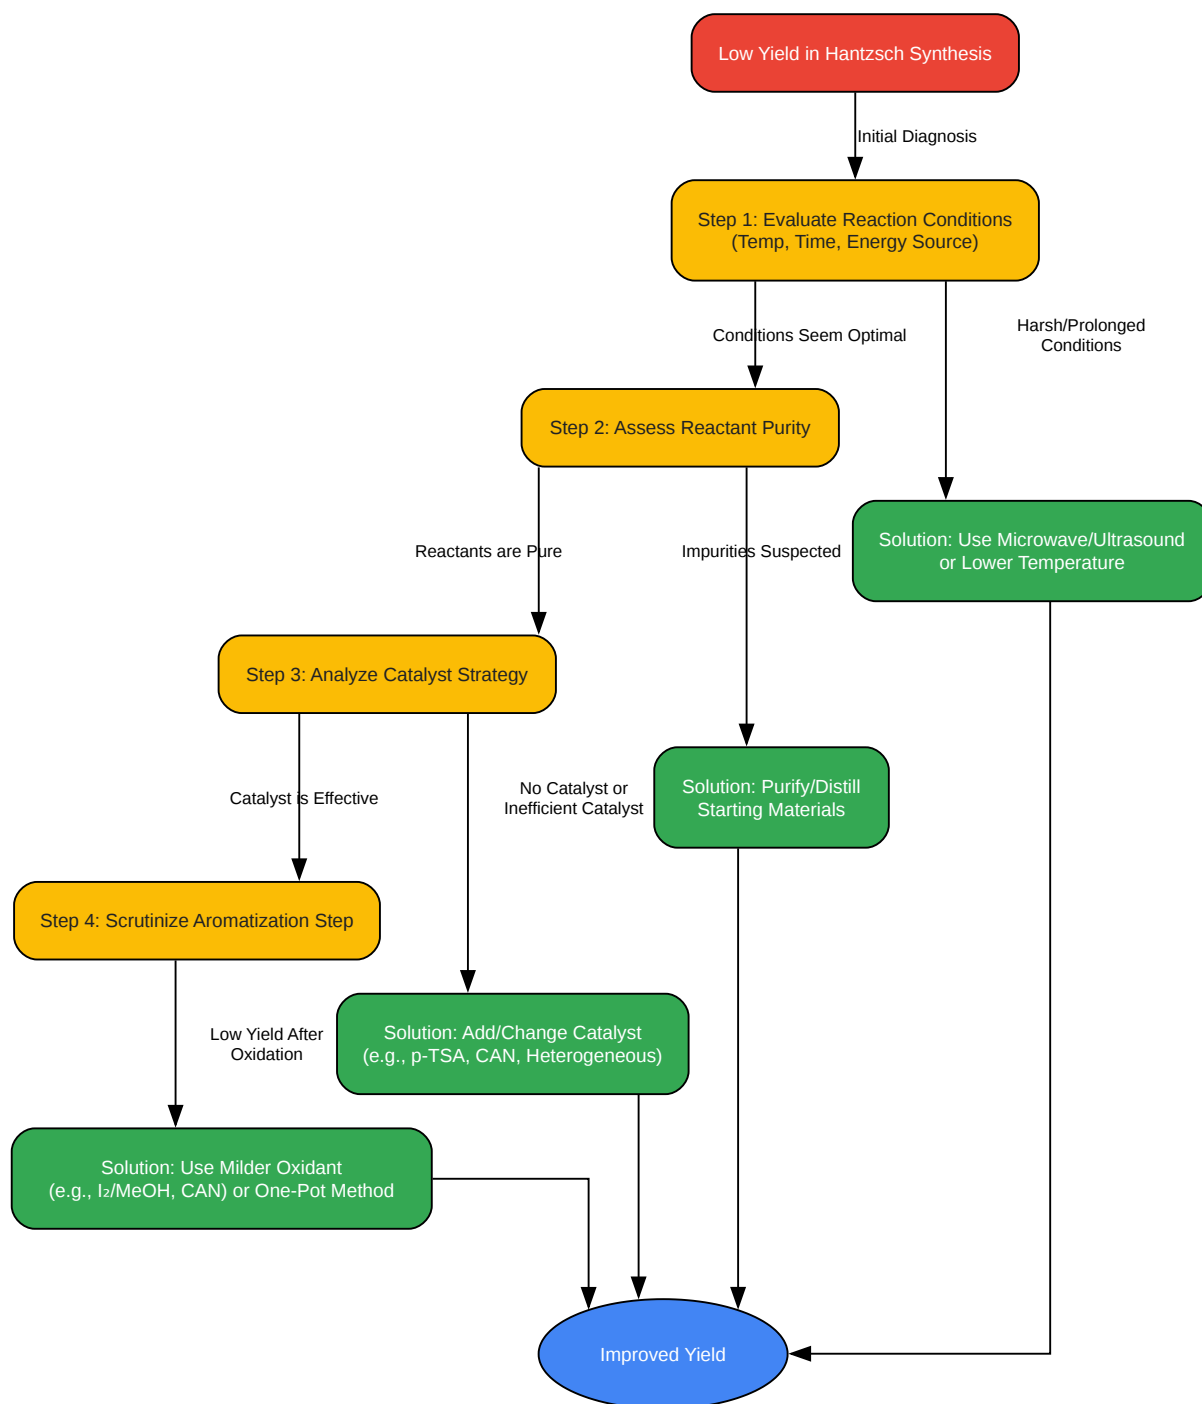 Low Yield in Hantzsch Synthesis
Initial Diagnosis
Step 1: Evaluate Reaction Conditions
(Temp, Time, Energy Source)
Conditions Seem Optimal
Harsh/Prolonged
Conditions
Step 2: Assess Reactant Purity
Reactants are Pure
Impurities Suspected
Solution: Use Microwave/Ultrasound
or Lower Temperature
Step 3: Analyze Catalyst Strategy
Catalyst is Effective
No Catalyst or
Inefficient Catalyst
Solution: Purify/Distill
Starting Materials
Step 4: Scrutinize Aromatization Step
Low Yield After
Oxidation
Solution: Add/Change Catalyst
(e.g., p-TSA, CAN, Heterogeneous)
Solution: Use Milder Oxidant
(e.g., I₂/MeOH, CAN) or One-Pot Method
Improved Yield